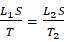 L₁S / T = L₂S / T₂